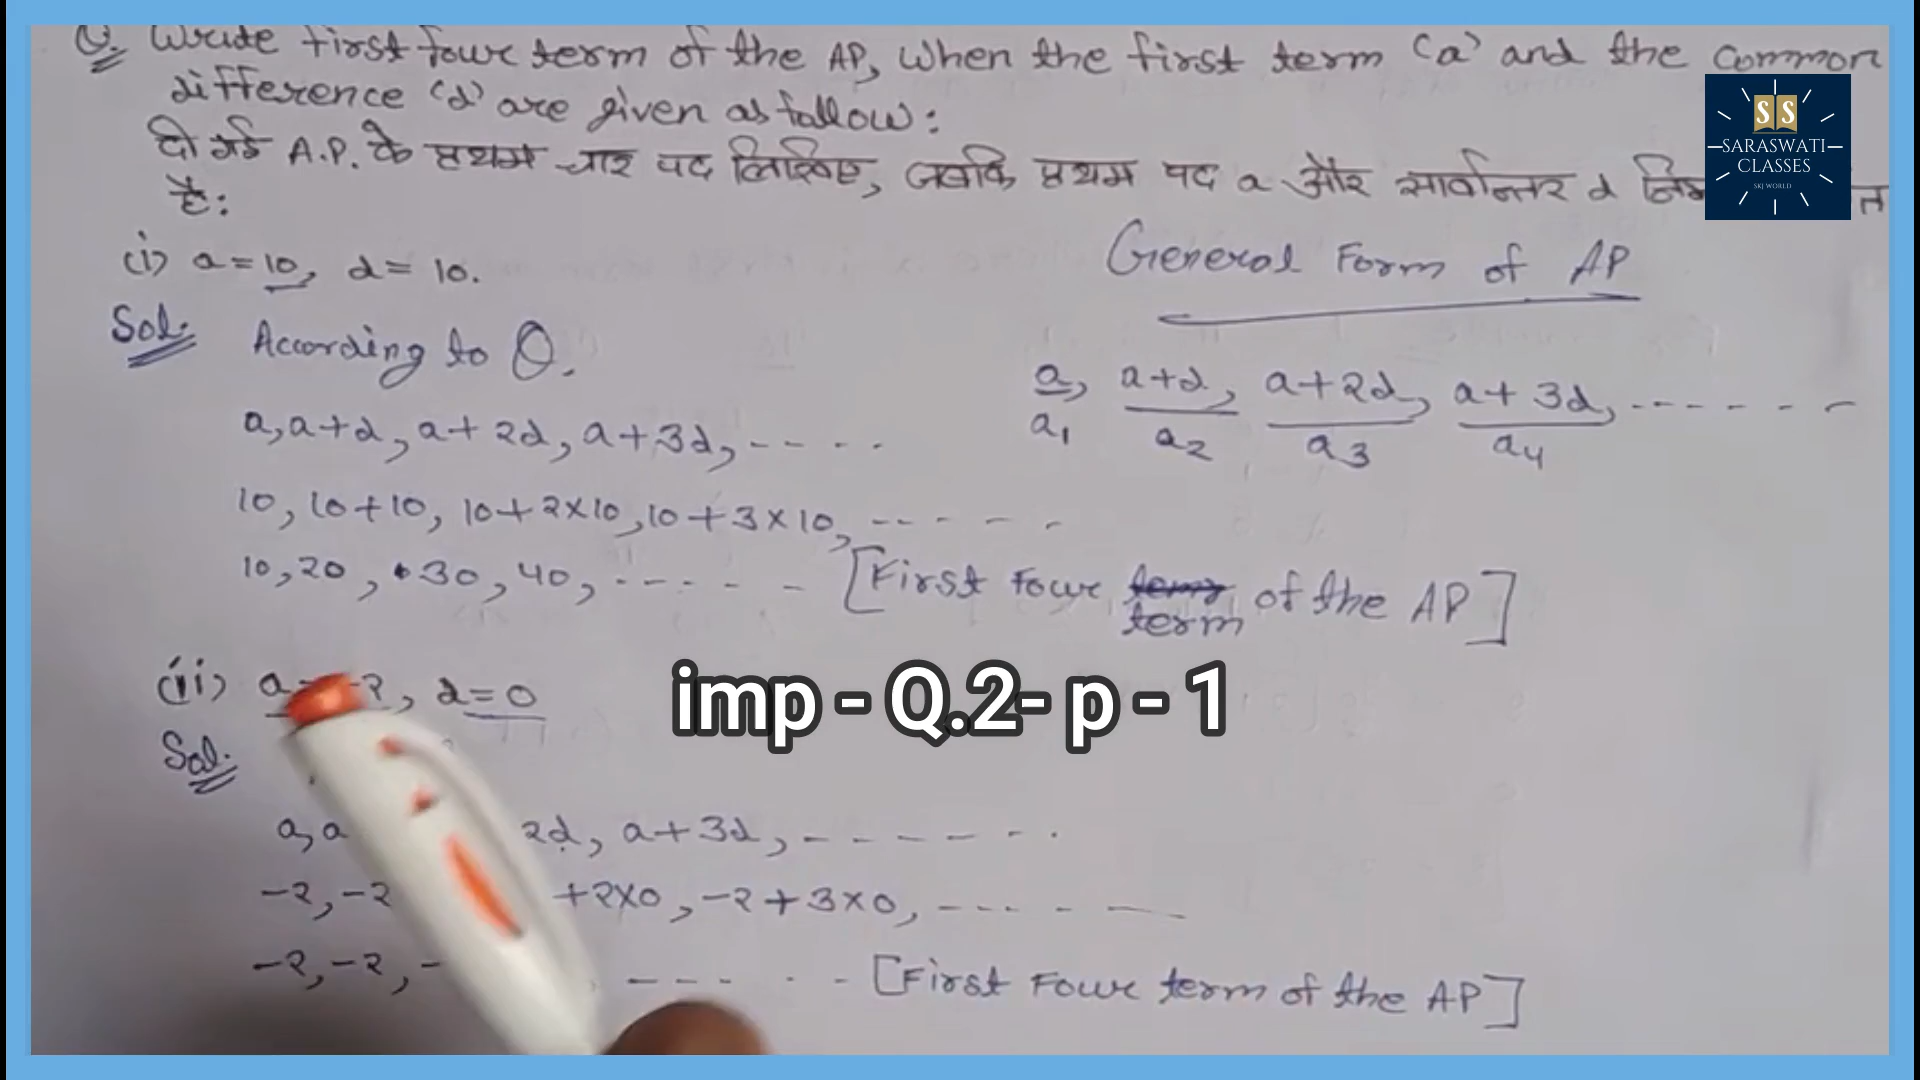 Q. Write first four term of the AP, When the first term 'a' and the common
difference 'd' are given as follow:
दी गई A.P. के प्रथम चार पद लिखिए, जबकि प्रथम पद a और सार्वान्तर d
है:
(i) a=10, d= 10.
General Form of AP
Sol. According to Q.
a, a+d, a+2d, a+3d, ------
a1 a2 a3 a4
a, a+d, a+2d, a+3d, ----
10, 10+10, 10+2×10, 10+3×10, -----
10, 20, 30, 40, ------ [First Four term of the AP]
(ii) a , d=0
Sol.
a, a 2d, a+3d, ------
-2, -2 +2×0, -2+3×0, -----
-2, -2, - ----- [First Four term of the AP]
imp - Q.2- p - 1
SS
SARASWATI
CLASSES
SKJ WORLD